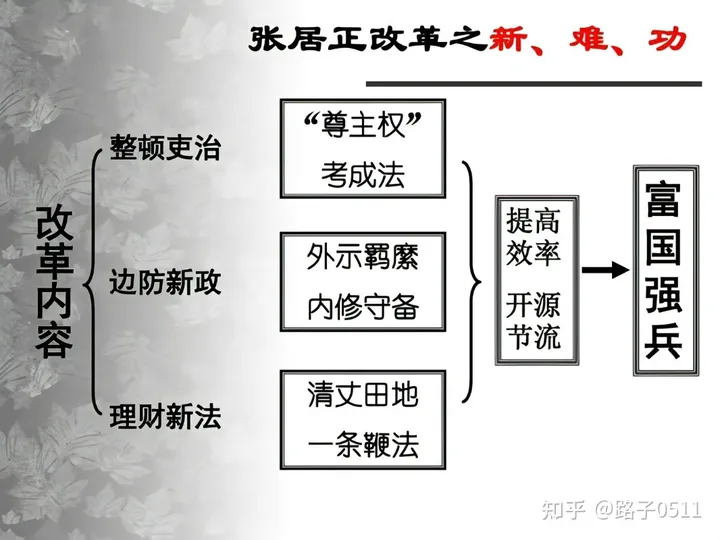 张居正改革之新、难、功
改革内容
整顿吏治
“尊主权”
考成法
边防新政
外示羁縻
内修守备
理财新法
清丈田地
一条鞭法
提高
效率
开源
节流
富国强兵
知乎 @路子0511